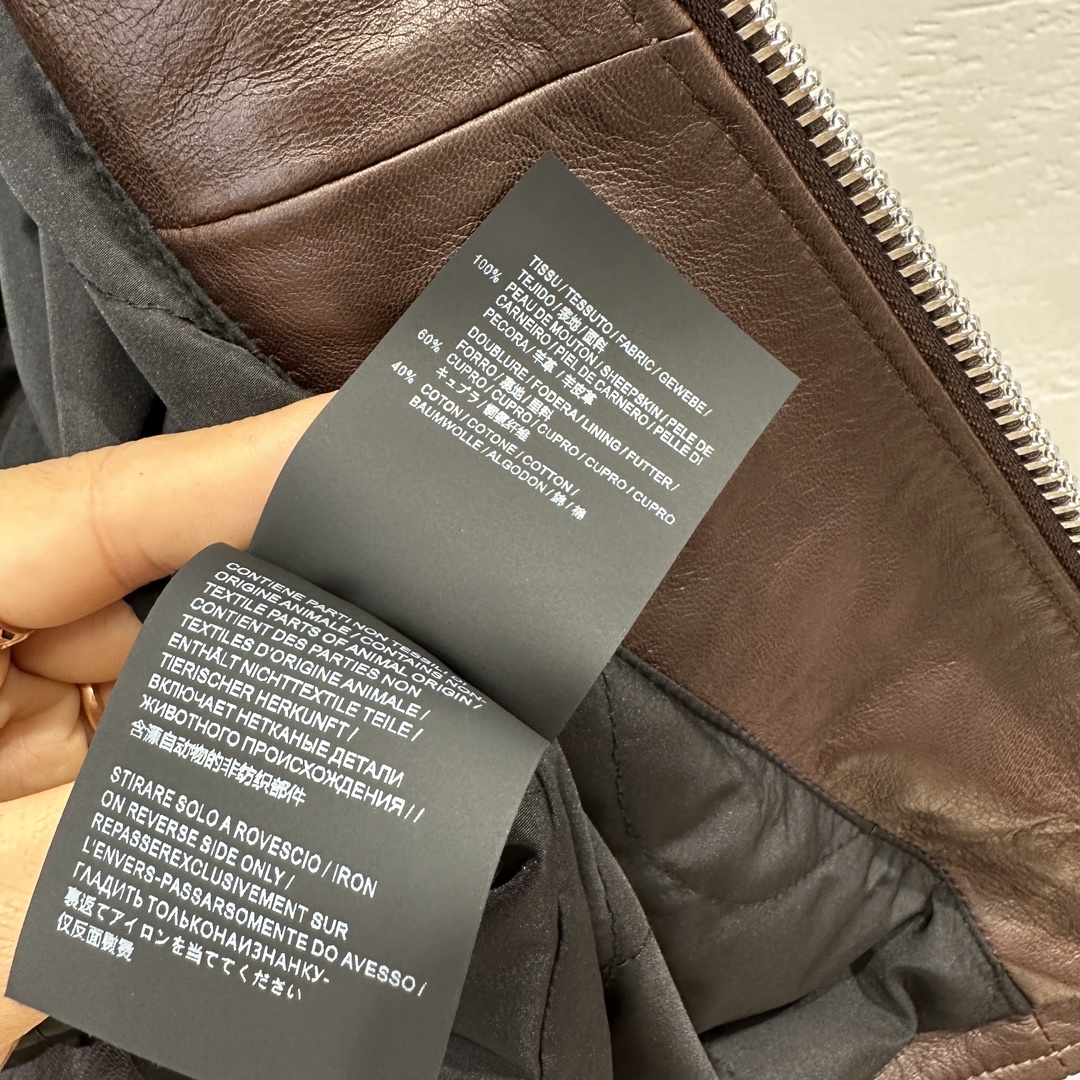 100%
TISSU / TESSUTO / FABRIC / GEWEBE /
TEJIDO / 表地 / 面料
PEAU DE MOUTON / SHEEPSKIN / PELE DE
CARNEIRO / PIEL DE CARNERO / PELLE DI
PECORA / 羊革 / 羊皮革
DOUBLURE / FODERA / LINING / FUTTER /
FORRO / 裏地 / 里料
60%
CUPRO / CUPRO / CUPRO / CUPRO / CUPRO
キュプラ / 铜氨纤维
40%
COTON / COTONE / COTTON /
BAUMWOLLE / ALGODON / 綿 / 棉
CONTIENE PARTI NON TESSILI DI
ORIGINE ANIMALE / CONTAINS NON
TEXTILE PARTS OF ANIMAL ORIGIN /
CONTIENT DES PARTIES NON
TEXTILES D'ORIGINE ANIMALE /
ENTHÄLT NICHTTEXTILE TEILE /
TIERISCHER HERKUNFT /
ВКЛЮЧАЕТ НЕТКАНЫЕ ДЕТАЛИ
ЖИВОТНОГО ПРОИСХОЖДЕНИЯ / /
含源自动物的非纺织部件
STIRARE SOLO A ROVESCIO / IRON
ON REVERSE SIDE ONLY /
REPASSEREXCLUSIVEMENT SUR
L'ENVERS-PASSARSOMENTE DO AVESSO /
ГЛАДИТЬ ТОЛЬКОНАИЗНАНКУ-
裏返てアイロンを当ててください
仅反面熨烫